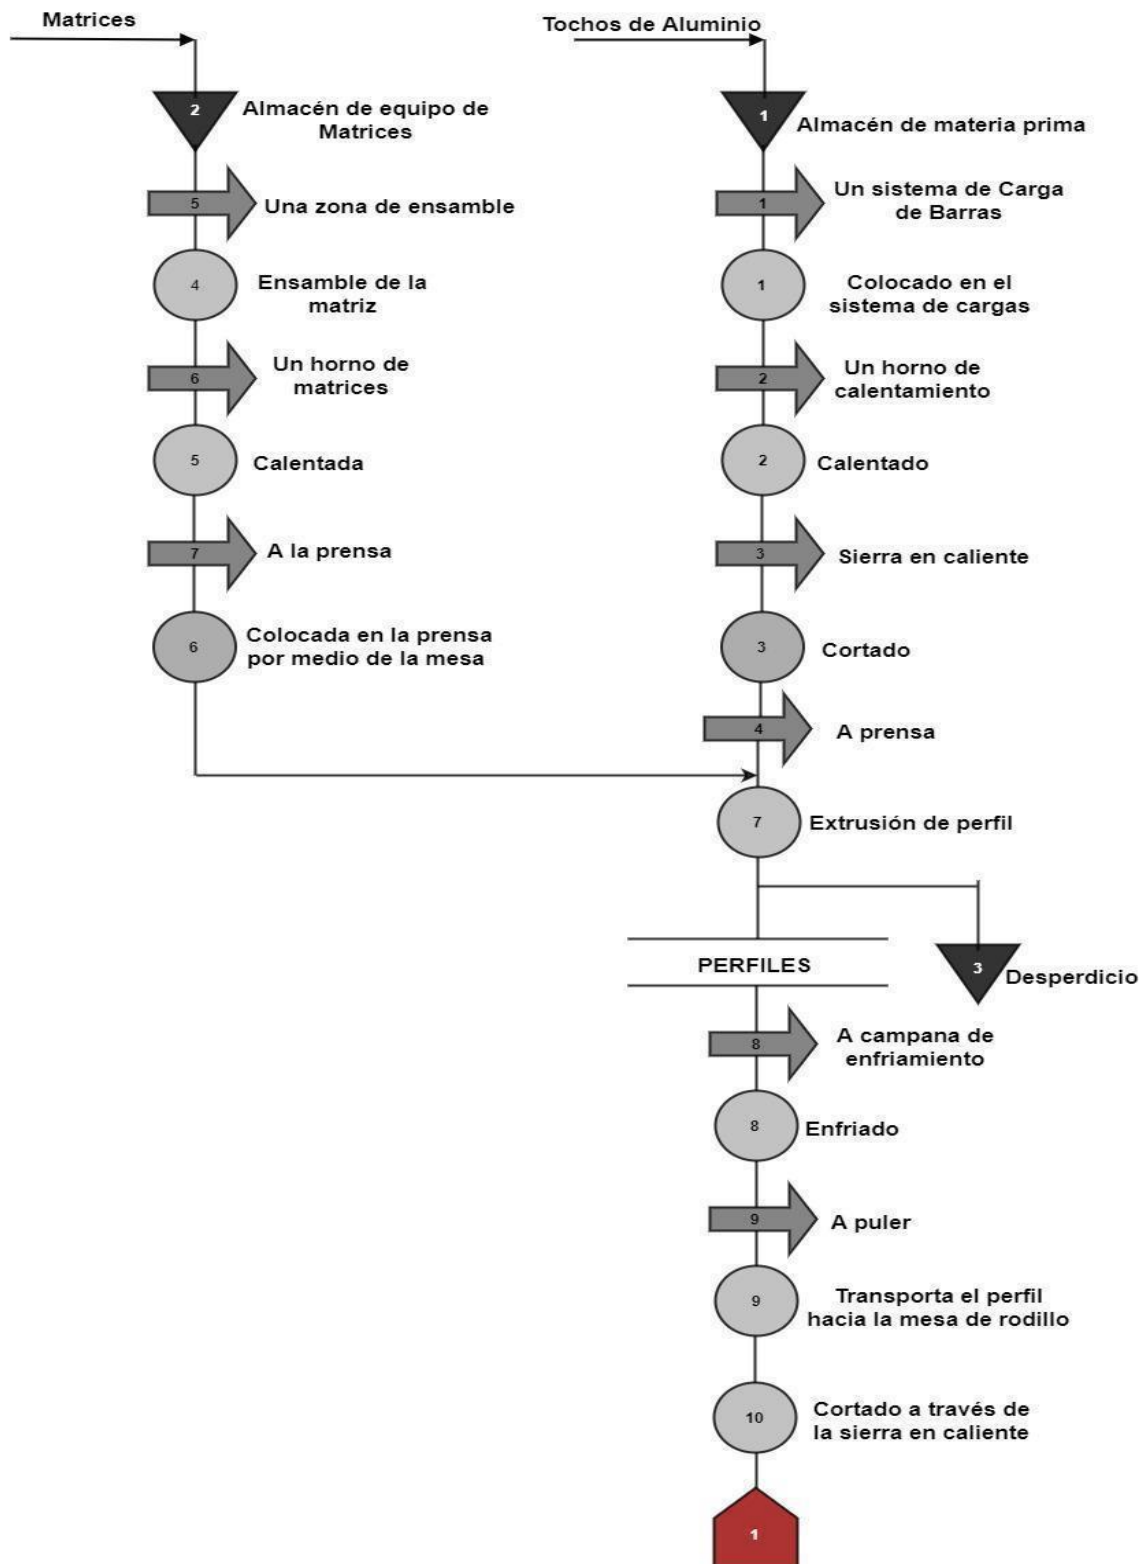 Matrices
2
Almacén de equipo de
Matrices
5
Una zona de ensamble
4
Ensamble de la
matriz
6
Un horno de
matrices
5
Calentada
7
A la prensa
6
Colocada en la prensa
por medio de la mesa
Tochos de Aluminio
1
Almacén de materia prima
1
Un sistema de Carga
de Barras
1
Colocado en el
sistema de cargas
2
Un horno de
calentamiento
2
Calentado
3
Sierra en caliente
3
Cortado
4
A prensa
7
Extrusión de perfil
PERFILES
3
Desperdicio
8
A campana de
enfriamiento
8
Enfriado
9
A puler
9
Transporta el perfil
hacia la mesa de rodillo
10
Cortado a través de
la sierra en caliente
1